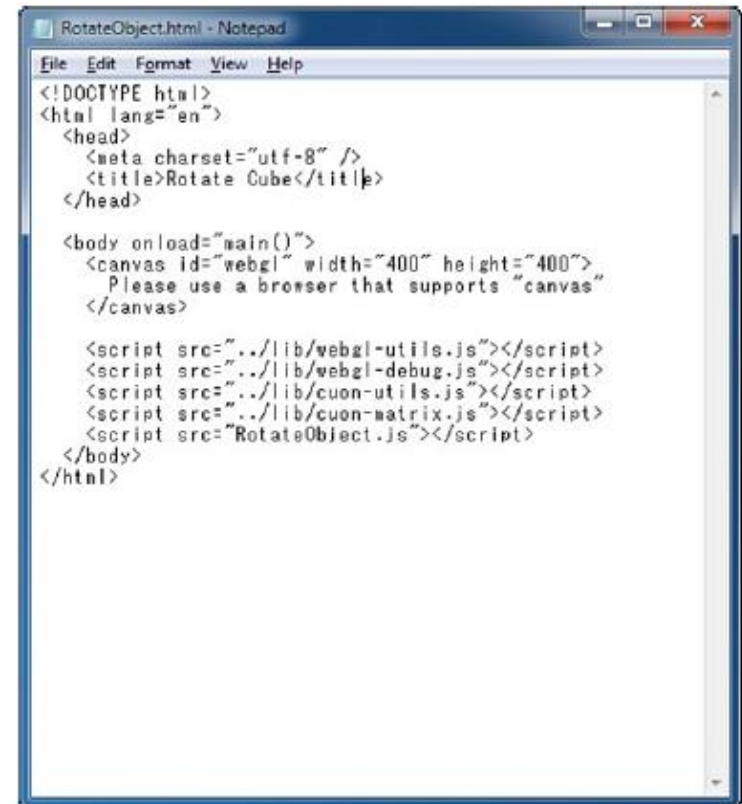 RotateObject.html - Notepad
File Edit Format View Help
<!DOCTYPE html>
<html lang="en">
  <head>
    <meta charset="utf-8" />
    <title>Rotate Cube</title>
  </head>

  <body onload="main()">
    <canvas id="webgl" width="400" height="400">
      Please use a browser that supports "canvas"
    </canvas>

    <script src="../lib/webgl-utils.js"></script>
    <script src="../lib/webgl-debug.js"></script>
    <script src="../lib/cuon-utils.js"></script>
    <script src="../lib/cuon-matrix.js"></script>
    <script src="RotateObject.js"></script>
  </body>
</html>